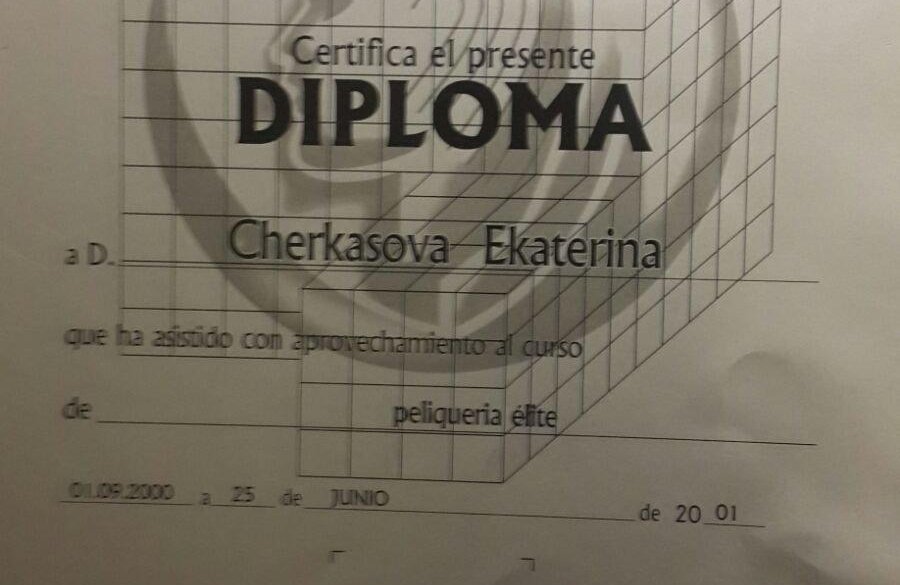 Certifica el presente
DIPLOMA
a D. Cherkasova Ekaterina
que ha asistido con aprovechamiento al curso
de peliqueria élite
01.09.2000 a 25 de JUNIO de 20 01